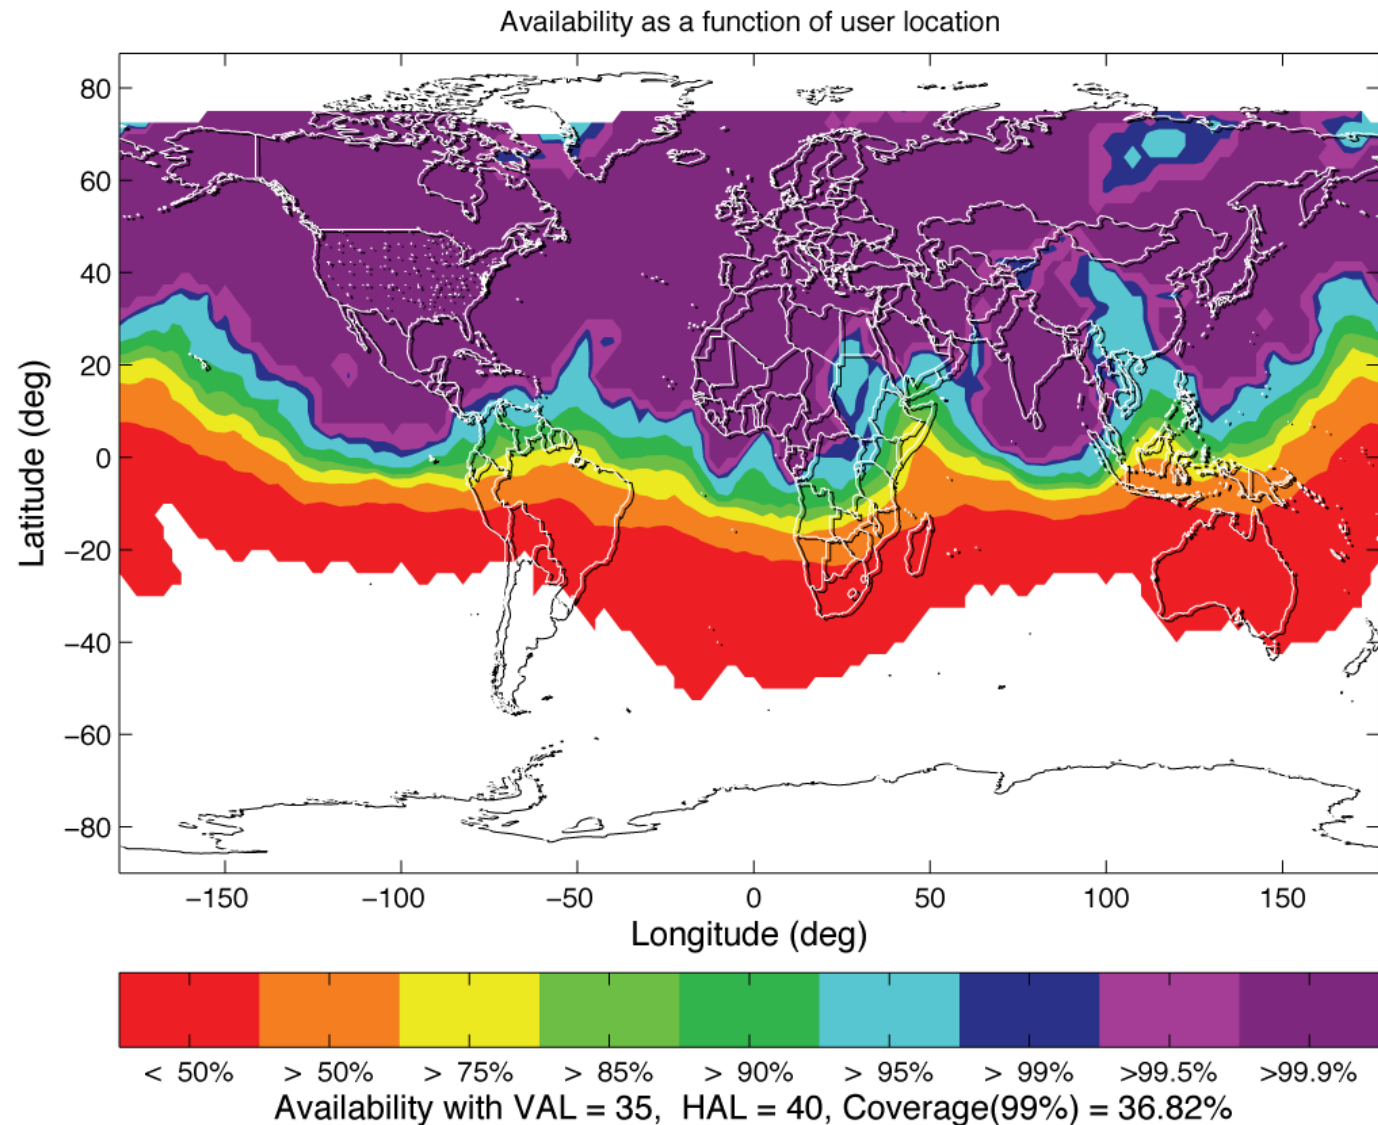 Availability as a function of user location
80
60
40
20
0
−20
−40
−60
−80
Latitude (deg)
−150 −100 −50 0 50 100 150
Longitude (deg)
< 50% > 50% > 75% > 85% > 90% > 95% > 99% >99.5% >99.9%
Availability with VAL = 35, HAL = 40, Coverage(99%) = 36.82%